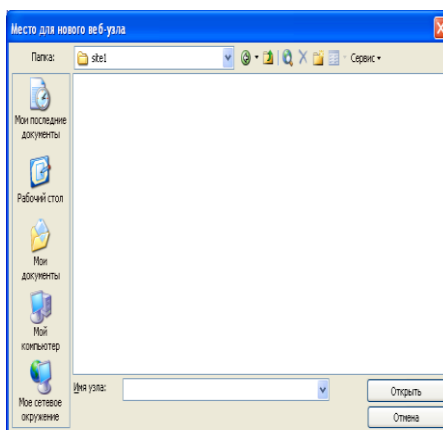 Место для нового веб-узла
Папка:
site1
Сервис
Мои последние
документы
Рабочий стол
Мои
документы
Мой
компьютер
Мое сетевое
окружение
Имя узла:
Открыть
Отмена